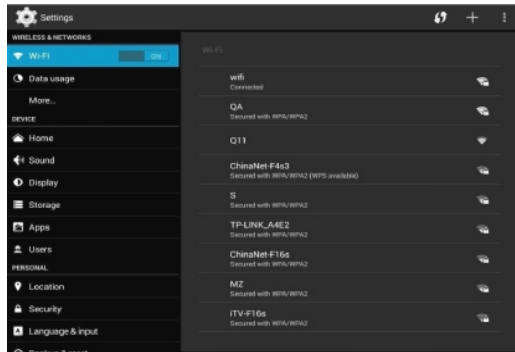 Settings
WIRELESS & NETWORKS
Wi-Fi ON
Data usage
More...
DEVICE
Home
Sound
Display
Storage
Apps
Users
PERSONAL
Location
Security
Language & input
Wi-Fi
wifi
Connected
QA
Secured with WPA/WPA2
Q11
ChinaNet-F4s3
Secured with WPA/WPA2 (WPS available)
S
Secured with WPA/WPA2
TP-LINK_A4E2
Secured with WPA/WPA2
ChinaNet-F16s
Secured with WPA/WPA2
MZ
Secured with WPA/WPA2
iTV-F16s
Secured with WPA/WPA2